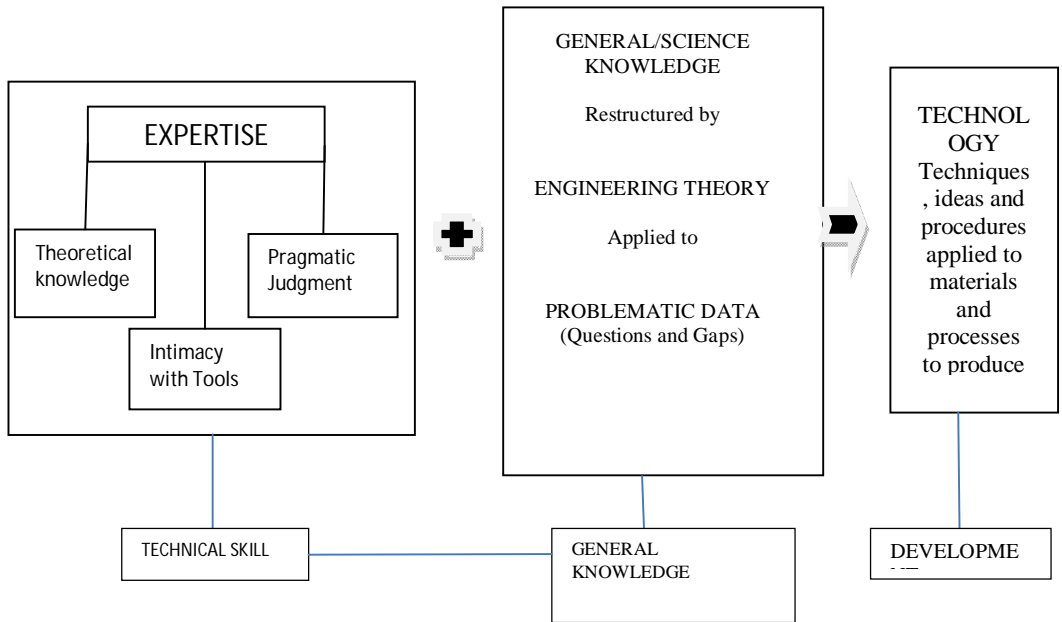 EXPERTISE
Theoretical
knowledge
Pragmatic
Judgment
Intimacy
with Tools
GENERAL/SCIENCE
KNOWLEDGE
Restructured by
ENGINEERING THEORY
Applied to
PROBLEMATIC DATA
(Questions and Gaps)
TECHNOL
OGY
Techniques
, ideas and
procedures
applied to
materials
and
processes
to produce
TECHNICAL SKILL
GENERAL
KNOWLEDGE
DEVELOPME